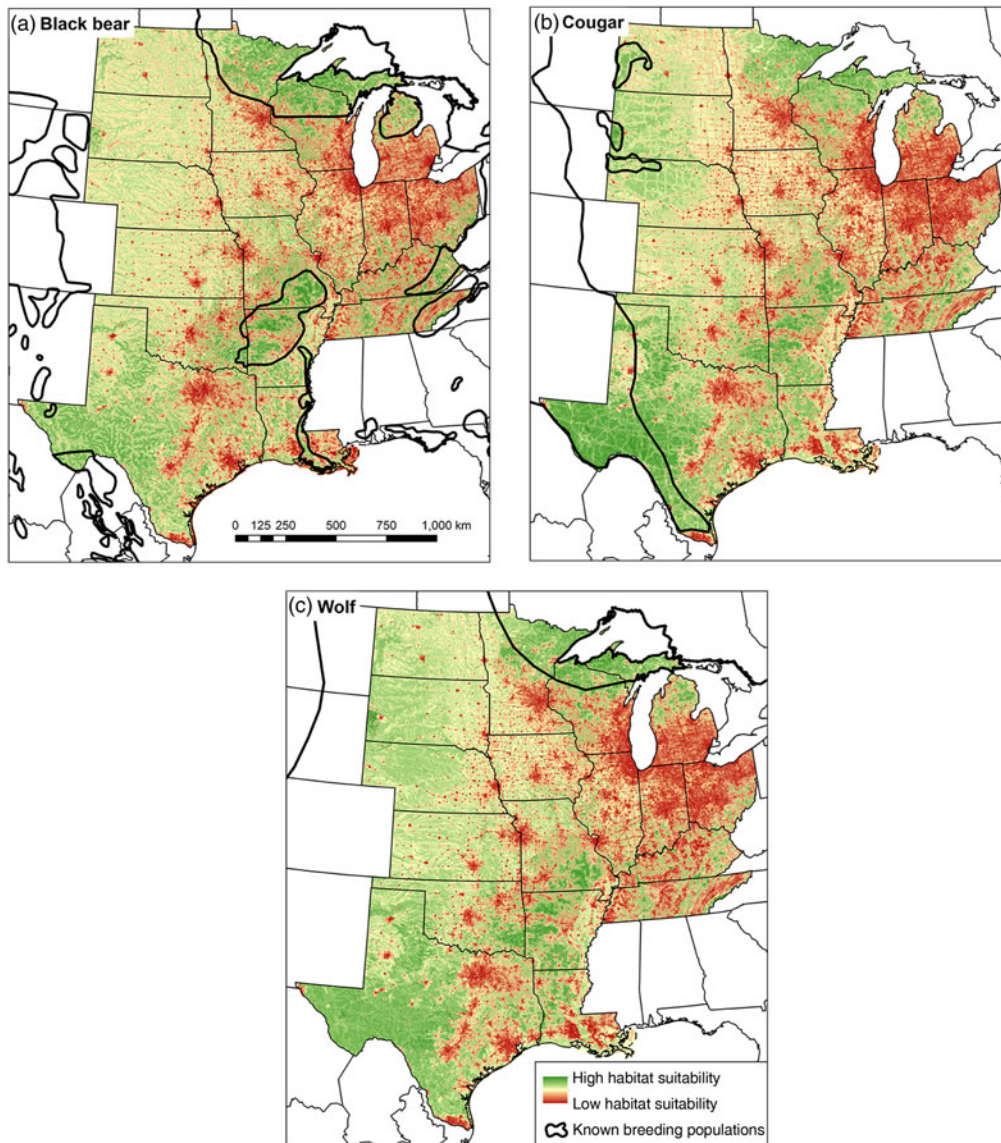 (a) Black bear
0 125 250 500 750 1,000 km
(b) Cougar
(c) Wolf
High habitat suitability
Low habitat suitability
Known breeding populations